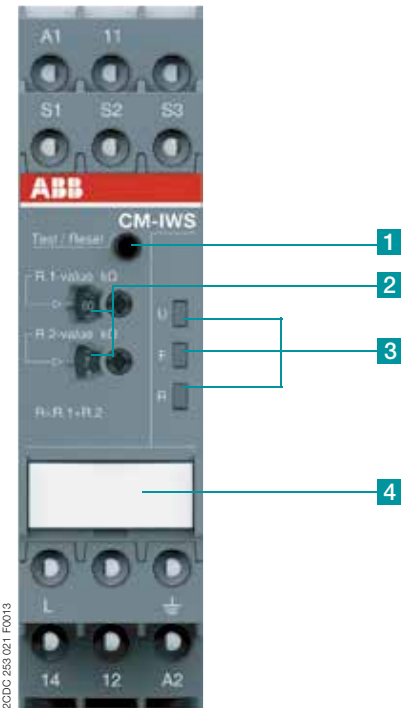 A1 11
S1 S2 S3
ABB
CM-IWS
Test / Reset
1
R.1-value kΩ
2
R.2-value kΩ
U
F
3
R
R=R.1+R.2
4
L
14 12 A2
2CDC 253 021 F0013